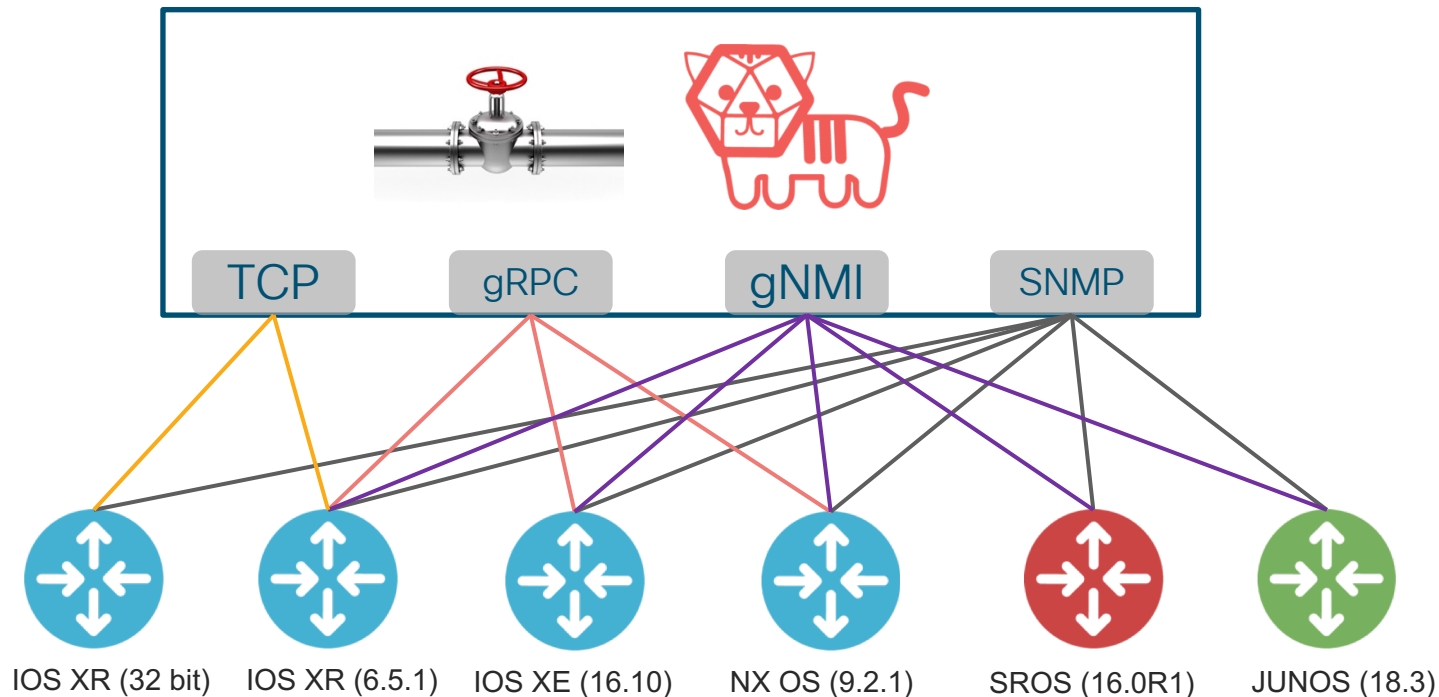 TCP
gRPC
gNMI
SNMP
IOS XR (32 bit)
IOS XR (6.5.1)
IOS XE (16.10)
NX OS (9.2.1)
SROS (16.0R1)
JUNOS (18.3)